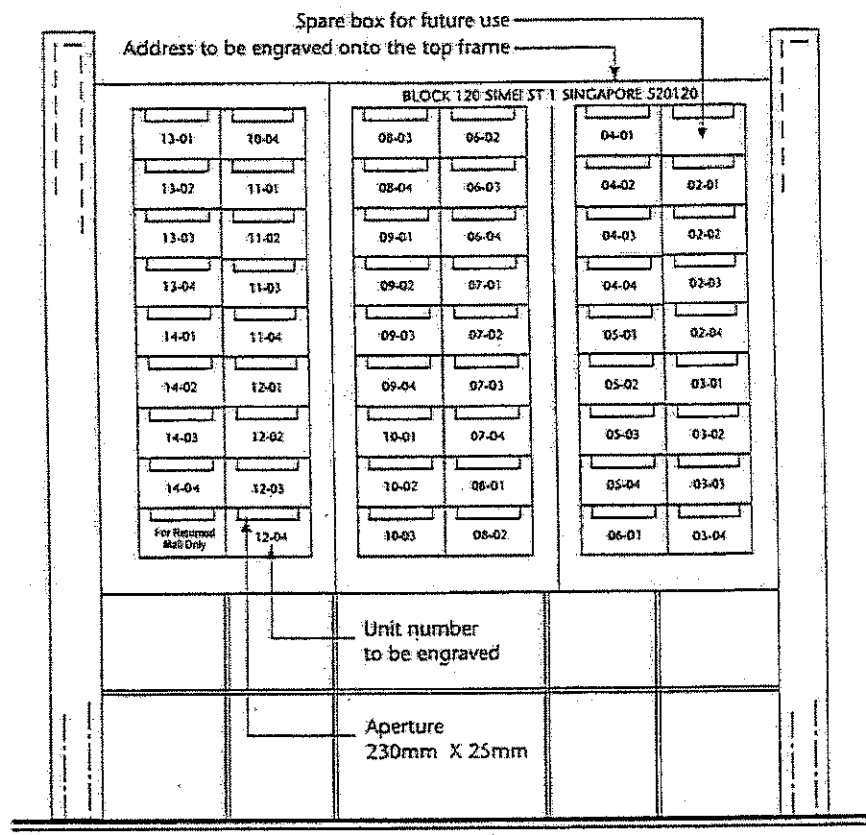 Spare box for future use
Address to be engraved onto the top frame
BLOCK 120 SIMEI ST 1 SINGAPORE 520120
13-01 10-04 08-03 06-02 04-01
13-02 11-01 08-04 06-03 04-02 02-01
13-03 11-02 09-01 06-04 04-03 02-02
13-04 11-03 09-02 07-01 04-04 02-03
14-01 11-04 09-03 07-02 05-01 02-04
14-02 12-01 09-04 07-03 05-02 03-01
14-03 12-02 10-01 07-04 05-03 03-02
14-04 12-03 10-02 08-01 05-04 03-03
For Returned
Mail Only
12-04 10-03 08-02 06-01 03-04
Unit number
to be engraved
Aperture
230mm X 25mm